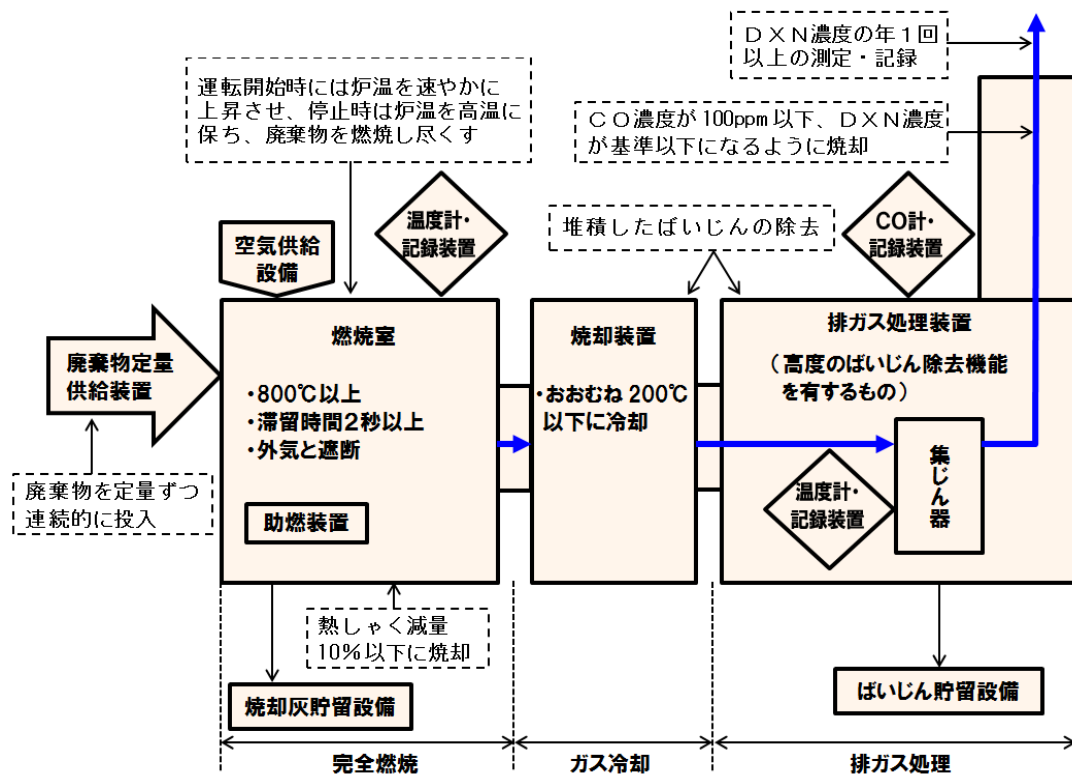 ＤＸＮ濃度の年１回
以上の測定・記録
運転開始時には炉温を速やかに
上昇させ、停止時は炉温を高温に
保ち、廃棄物を燃焼し尽くす
ＣＯ濃度が100ppm以下、ＤＸＮ濃度
が基準以下になるように焼却
空気供給
設備
温度計・
記録装置
堆積したばいじんの除去
CO計・
記録装置
廃棄物定量
供給装置
燃焼室
・800℃以上
・滞留時間２秒以上
・外気と遮断
助燃装置
焼却装置
・おおむね200℃
以下に冷却
排ガス処理装置
（高度のばいじん除去機能
を有するもの）
集じん器
温度計・
記録装置
廃棄物を定量ずつ
連続的に投入
熱しゃく減量
10%以下に焼却
焼却灰貯留設備
ばいじん貯留設備
完全燃焼
ガス冷却
排ガス処理